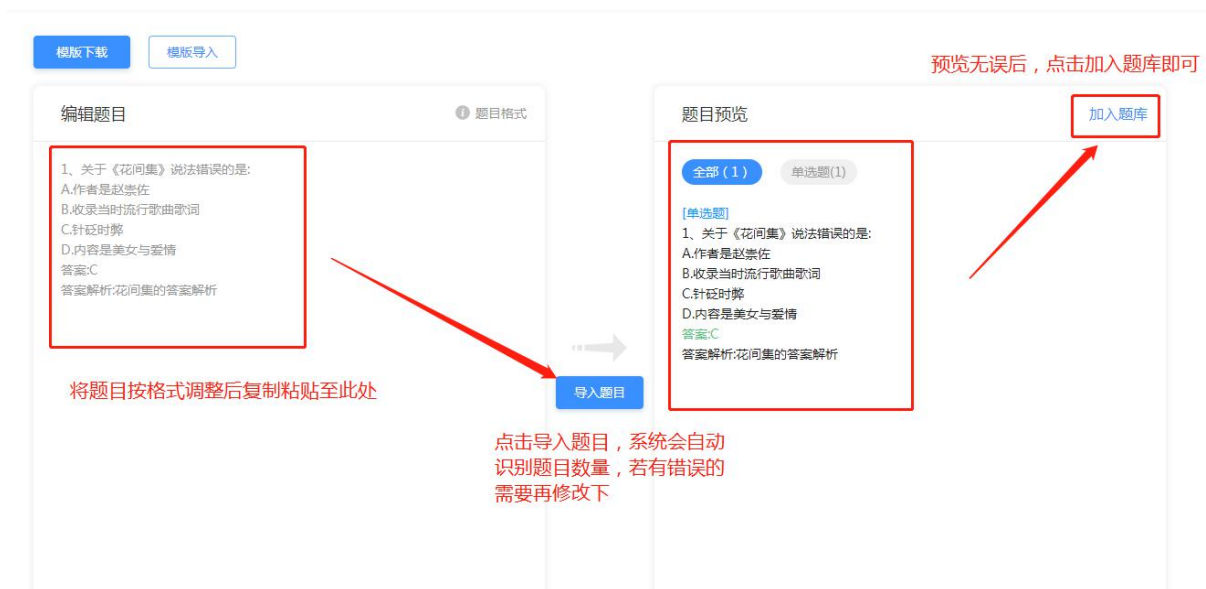 模版下载
模版导入
预览无误后，点击加入题库即可
编辑题目
题目格式
题目预览
加入题库
1、关于《花间集》说法错误的是:
A.作者是赵崇佐
B.收录当时流行歌曲歌词
C.针砭时弊
D.内容是美女与爱情
答案:C
答案解析:花间集的答案解析
全部（1）
单选题(1)
[单选题]
1、关于《花间集》说法错误的是:
A.作者是赵崇佐
B.收录当时流行歌曲歌词
C.针砭时弊
D.内容是美女与爱情
答案:C
答案解析:花间集的答案解析
将题目按格式调整后复制粘贴至此处
导入题目
点击导入题目，系统会自动
识别题目数量，若有错误的
需要再修改下